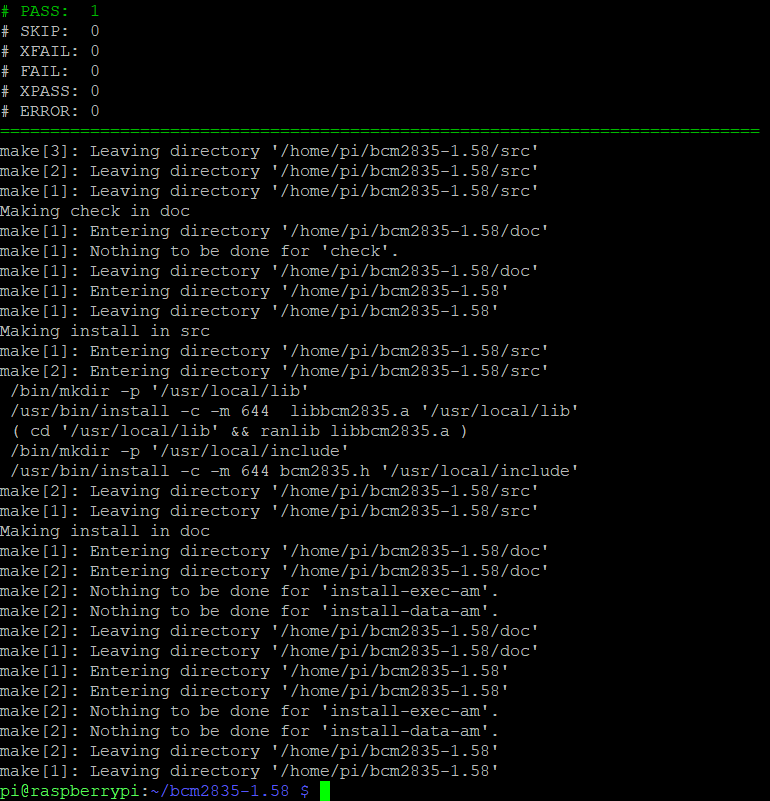 # PASS:  1
# SKIP:  0
# XFAIL: 0
# FAIL:  0
# XPASS: 0
# ERROR: 0
============================================================================
make[3]: Leaving directory '/home/pi/bcm2835-1.58/src'
make[2]: Leaving directory '/home/pi/bcm2835-1.58/src'
make[1]: Leaving directory '/home/pi/bcm2835-1.58/src'
Making check in doc
make[1]: Entering directory '/home/pi/bcm2835-1.58/doc'
make[1]: Nothing to be done for 'check'.
make[1]: Leaving directory '/home/pi/bcm2835-1.58/doc'
make[1]: Entering directory '/home/pi/bcm2835-1.58'
make[1]: Leaving directory '/home/pi/bcm2835-1.58'
Making install in src
make[1]: Entering directory '/home/pi/bcm2835-1.58/src'
make[2]: Entering directory '/home/pi/bcm2835-1.58/src'
 /bin/mkdir -p '/usr/local/lib'
 /usr/bin/install -c -m 644  libbcm2835.a '/usr/local/lib'
 ( cd '/usr/local/lib' && ranlib libbcm2835.a )
 /bin/mkdir -p '/usr/local/include'
 /usr/bin/install -c -m 644 bcm2835.h '/usr/local/include'
make[2]: Leaving directory '/home/pi/bcm2835-1.58/src'
make[1]: Leaving directory '/home/pi/bcm2835-1.58/src'
Making install in doc
make[1]: Entering directory '/home/pi/bcm2835-1.58/doc'
make[2]: Entering directory '/home/pi/bcm2835-1.58/doc'
make[2]: Nothing to be done for 'install-exec-am'.
make[2]: Nothing to be done for 'install-data-am'.
make[2]: Leaving directory '/home/pi/bcm2835-1.58/doc'
make[1]: Leaving directory '/home/pi/bcm2835-1.58/doc'
make[1]: Entering directory '/home/pi/bcm2835-1.58'
make[2]: Entering directory '/home/pi/bcm2835-1.58'
make[2]: Nothing to be done for 'install-exec-am'.
make[2]: Nothing to be done for 'install-data-am'.
make[2]: Leaving directory '/home/pi/bcm2835-1.58'
make[1]: Leaving directory '/home/pi/bcm2835-1.58'
pi@raspberrypi:~/bcm2835-1.58 $